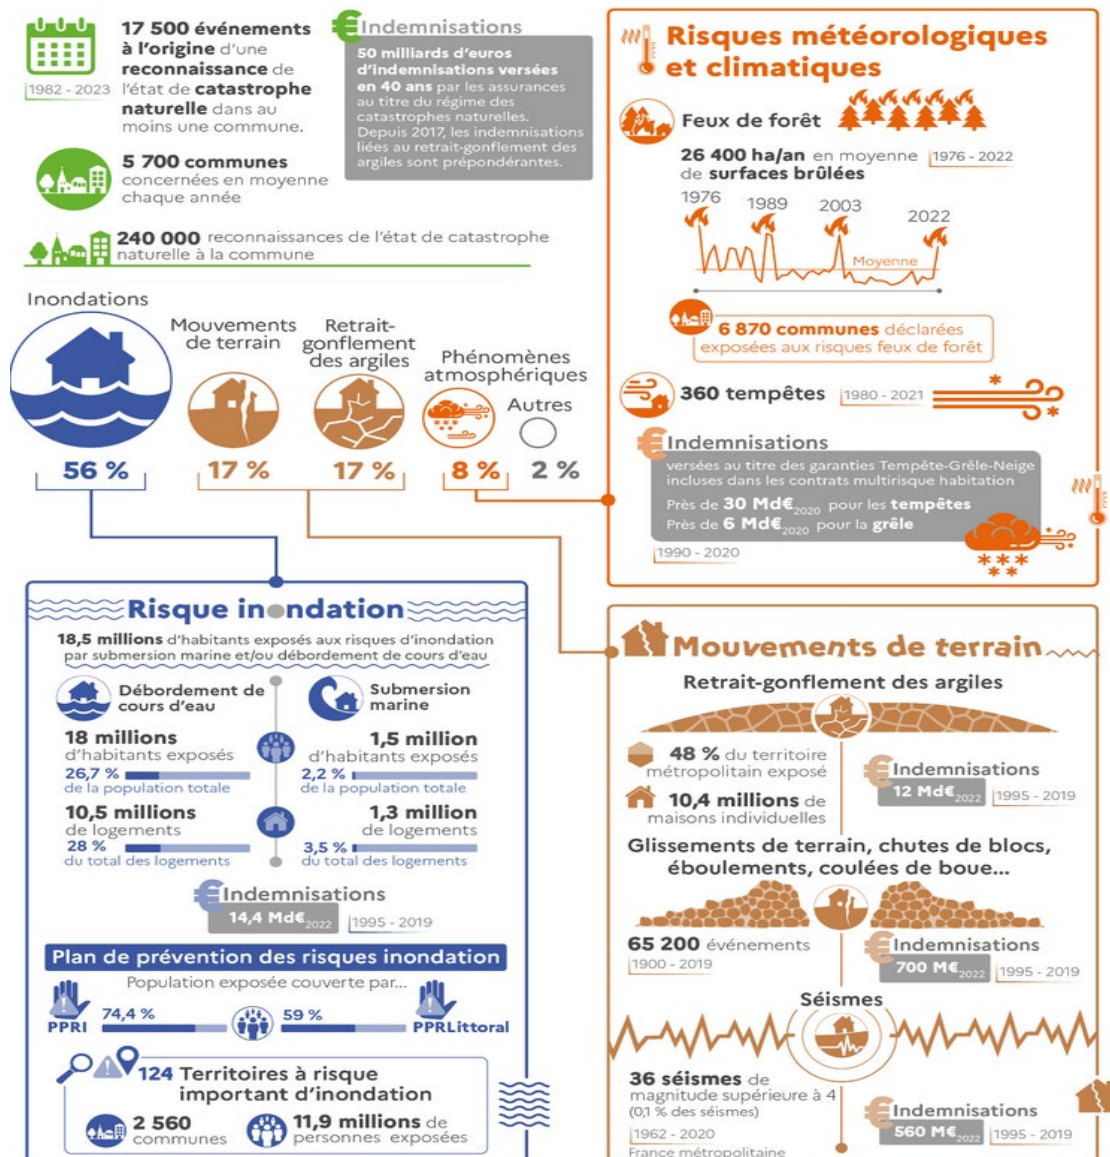 17 500 événements
à l'origine d'une
reconnaissance de
l'état de catastrophe
naturelle dans au
moins une commune.
1982 - 2023
5 700 communes
concernées en moyenne
chaque année
240 000 reconnaissances de l'état de catastrophe
naturelle à la commune
€ Indemnisations
50 milliards d'euros
d'indemnisations versées
en 40 ans par les assurances
au titre du régime des
catastrophes naturelles.
Depuis 2017, les indemnisations
liées au retrait-gonflement des
argiles sont prépondérantes.
Inondations
56 %
Mouvements
de terrain
17 %
Retrait-
gonflement
des argiles
17 %
Phénomènes
atmosphériques
8 %
Autres
2 %
Risques météorologiques
et climatiques
Feux de forêt
26 400 ha/an en moyenne
de surfaces brûlées
1976 - 2022
1976
1989
2003
2022
Moyenne
6 870 communes déclarées
exposées aux risques feux de forêt
360 tempêtes
1980 - 2021
€ Indemnisations
versées au titre des garanties Tempête-Grêle-Neige
incluses dans les contrats multirisque habitation
Près de 30 Md€2020 pour les tempêtes
Près de 6 Md€2020 pour la grêle
1990 - 2020
Risque inondation
18,5 millions d'habitants exposés aux risques d'inondation
par submersion marine et/ou débordement de cours d'eau
Débordement de
cours d'eau
18 millions
d'habitants exposés
26,7 %
de la population totale
10,5 millions
de logements
28 %
du total des logements
Submersion
marine
1,5 million
d'habitants exposés
2,2 %
de la population totale
1,3 million
de logements
3,5 %
du total des logements
€ Indemnisations
14,4 Md€2022
1995 - 2019
Plan de prévention des risques inondation
Population exposée couverte par...
PPRI
74,4 %
59 %
PPRLittoral
124 Territoires à risque
important d'inondation
2 560
communes
11,9 millions de
personnes exposées
Mouvements de terrain
Retrait-gonflement des argiles
48 % du territoire
métropolitain exposé
10,4 millions de
maisons individuelles
€ Indemnisations
12 Md€2022
1995 - 2019
Glissements de terrain, chutes de blocs,
éboulements, coulées de boue...
65 200 événements
1900 - 2019
€ Indemnisations
700 M€2022
1995 - 2019
Séismes
36 séismes de
magnitude supérieure à 4
(0,1 % des séismes)
1962 - 2020
France métropolitaine
€ Indemnisations
560 M€2022
1995 - 2019